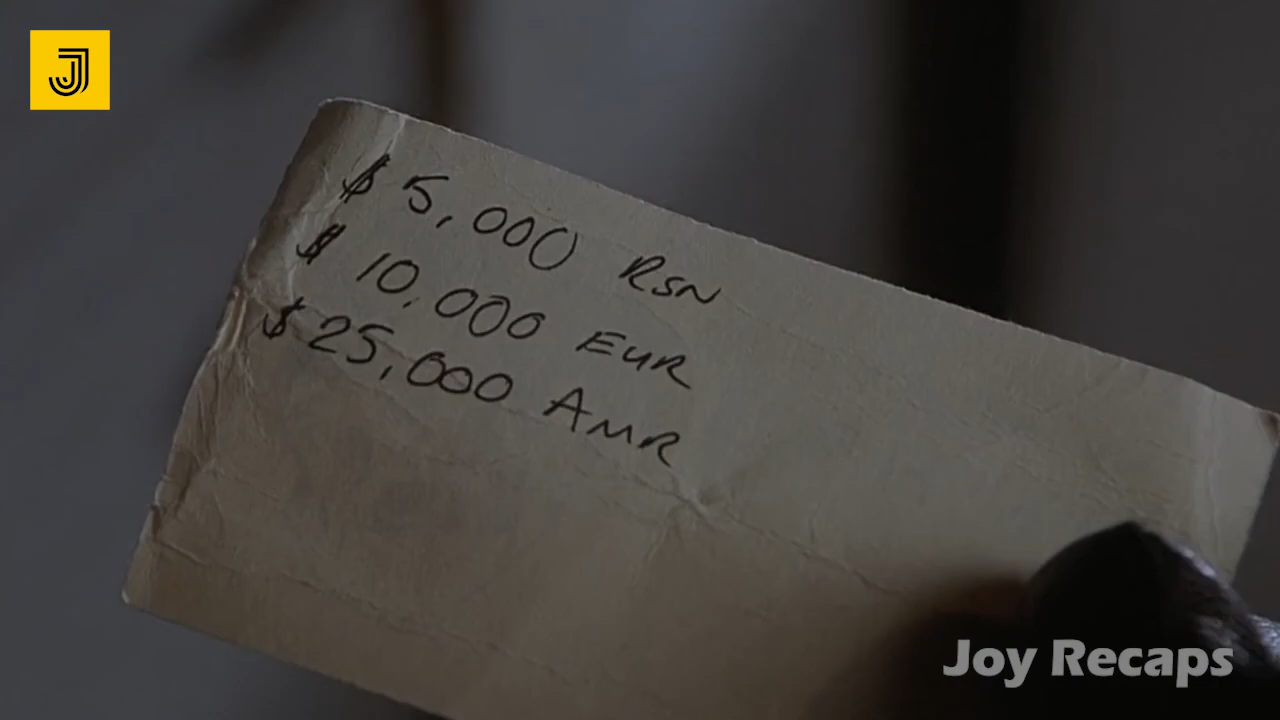 J
$ 5,000 RSN
$ 10,000 EUR
$ 25,000 AMR
Joy Recaps